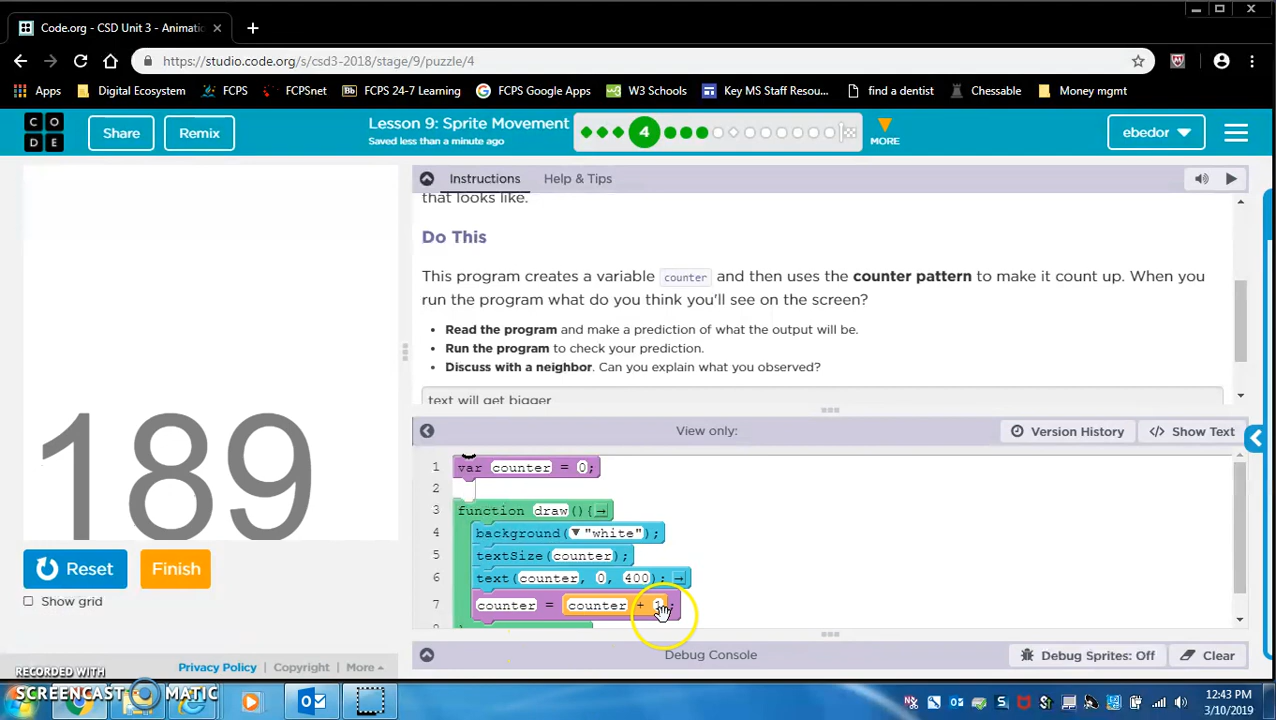 Code.org - CSD Unit 3 - Animatio
https://studio.code.org/s/csd3-2018/stage/9/puzzle/4
Apps Digital Ecosystem FCPS FCPSnet Bb FCPS 24-7 Learning FCPS Google Apps W3 Schools Key MS Staff Resou... find a dentist Chessable Money mgmt
C O D E Share Remix Lesson 9: Sprite Movement 4 MORE ebedor
Saved less than a minute ago
Instructions Help & Tips
that looks like.
Do This
This program creates a variable counter and then uses the counter pattern to make it count up. When you
run the program what do you think you'll see on the screen?
• Read the program and make a prediction of what the output will be.
• Run the program to check your prediction.
• Discuss with a neighbor. Can you explain what you observed?
text will get bigger
View only: Version History </> Show Text
1 var counter = 0;
2
3 function draw(){
4 background("white");
5 textSize(counter);
6 text(counter, 0, 400);
7 counter = counter + 1;
8 }
189
Reset Finish
Show grid
Debug Console Debug Sprites: Off Clear
Privacy Policy | Copyright | More
RECORDED WITH
SCREENCAST MATIC
12:43 PM
3/10/2019